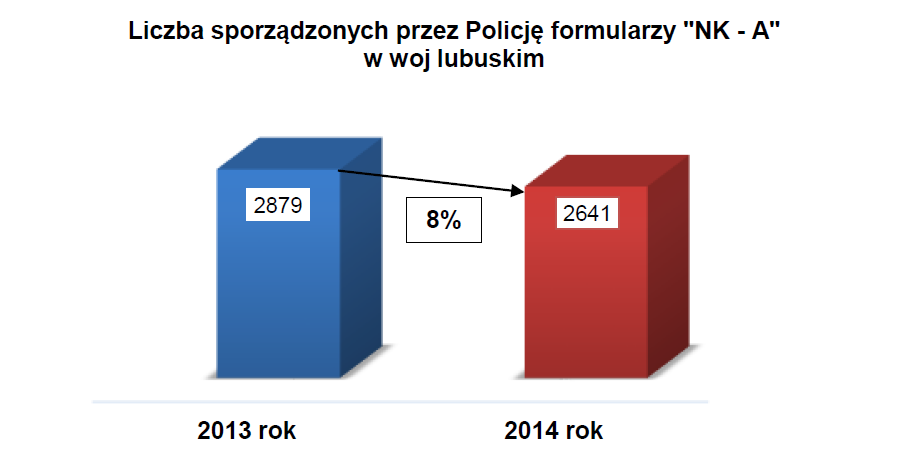 Liczba sporządzonych przez Policję formularzy "NK - A"
w woj lubuskim
2879
8%
2641
2013 rok
2014 rok